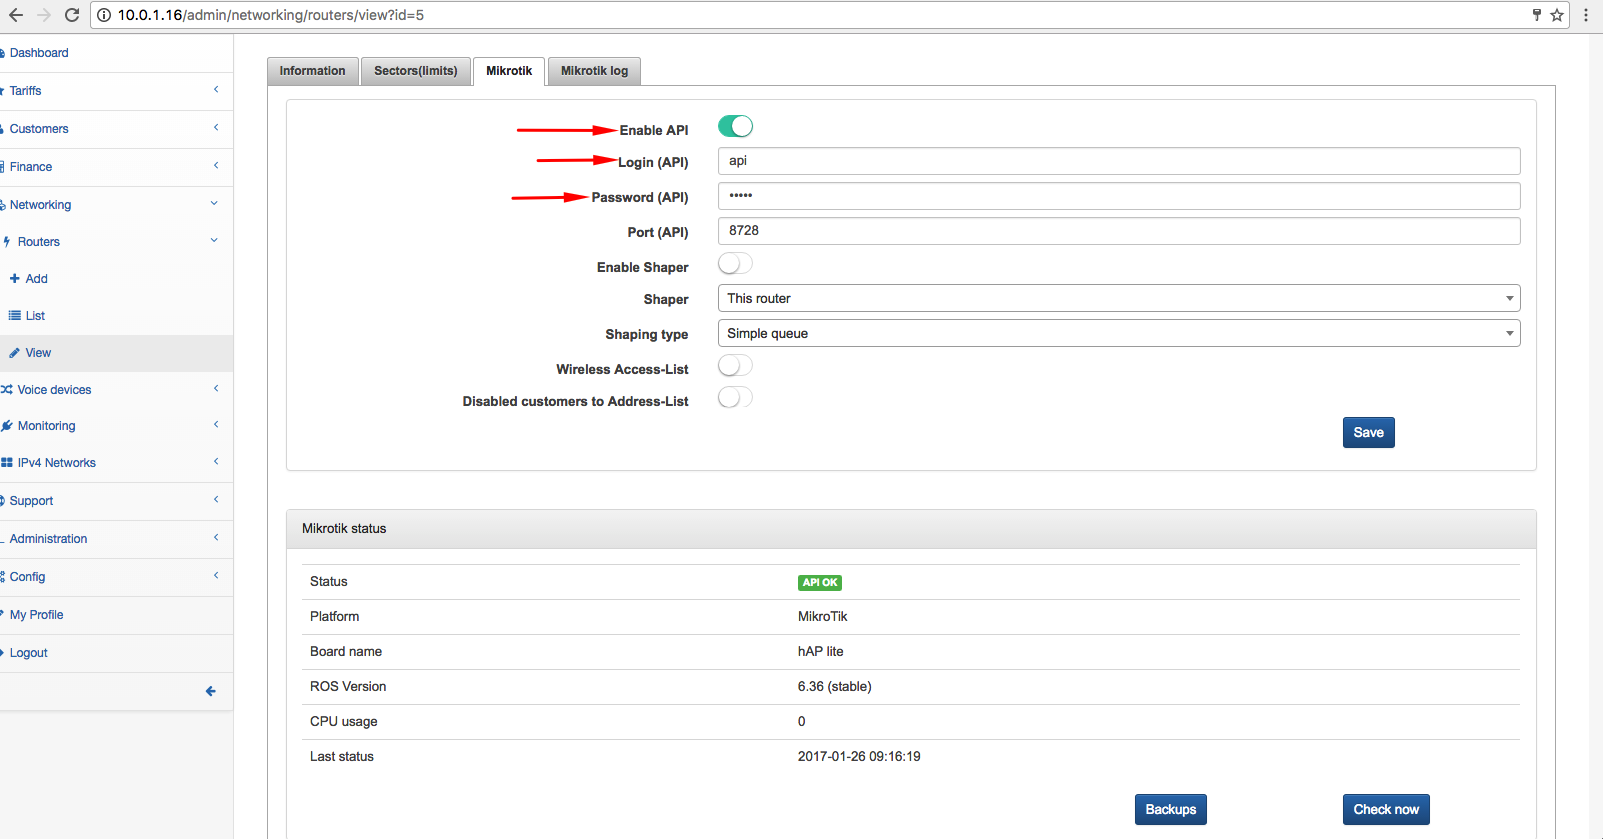 10.0.1.16/admin/networking/routers/view?id=5
Dashboard
Tariffs
Customers
Finance
Networking
Routers
Add
List
View
Voice devices
Monitoring
IPv4 Networks
Support
Administration
Config
My Profile
Logout
Information Sectors(limits) Mikrotik Mikrotik log
Enable API
Login (API) api
Password (API) •••••
Port (API) 8728
Enable Shaper
Shaper This router
Shaping type Simple queue
Wireless Access-List
Disabled customers to Address-List
Save
Mikrotik status
Status API OK
Platform MikroTik
Board name hAP lite
ROS Version 6.36 (stable)
CPU usage 0
Last status 2017-01-26 09:16:19
Backups Check now